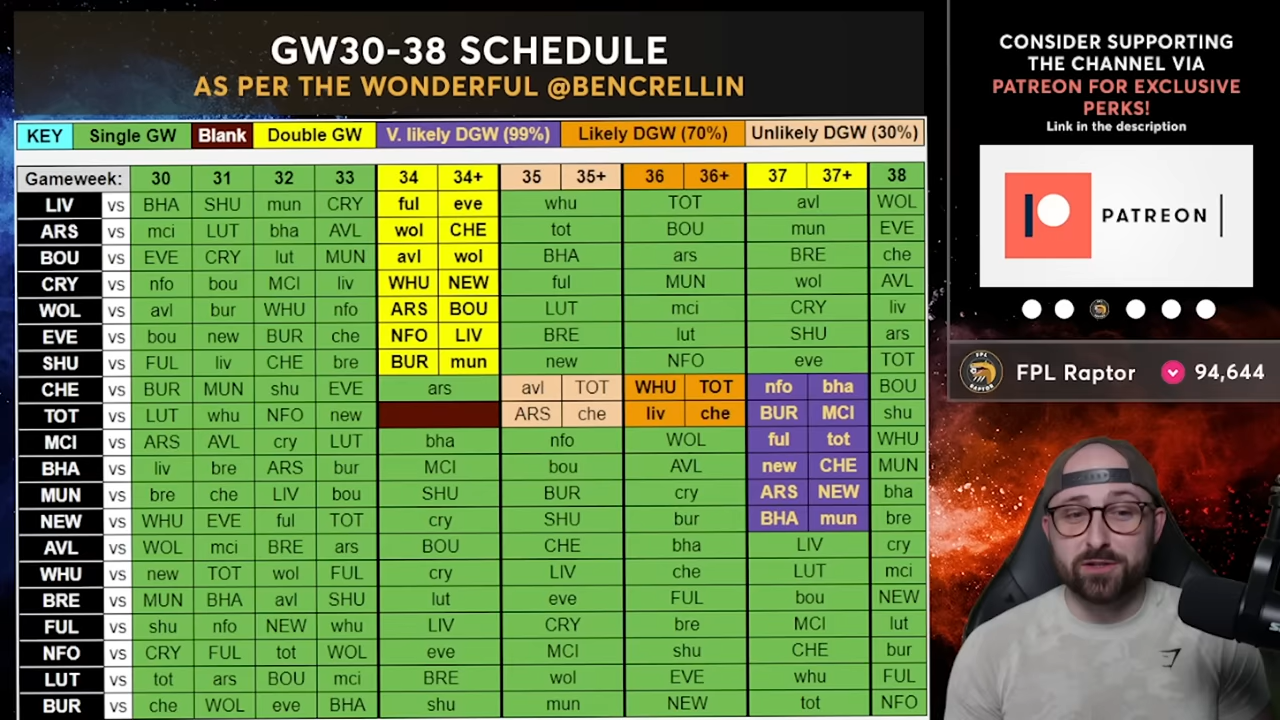 GW30-38 SCHEDULE
AS PER THE WONDERFUL @BENCRELLIN
KEY Single GW Blank Double GW V. likely DGW (99%) Likely DGW (70%) Unlikely DGW (30%)
Gameweek: 30 31 32 33 34 34+ 35 35+ 36 36+ 37 37+ 38
LIV vs BHA SHU mun CRY ful eve whu TOT avl WOL
ARS vs mci LUT bha AVL wol CHE tot BOU mun EVE
BOU vs EVE CRY lut MUN avl wol BHA ars BRE che
CRY vs nfo bou MCI liv WHU NEW ful MUN wol AVL
WOL vs avl bur WHU nfo ARS BOU LUT mci CRY liv
EVE vs bou new BUR che NFO LIV BRE lut SHU ars
SHU vs FUL liv CHE bre BUR mun new NFO eve TOT
CHE vs BUR MUN shu EVE ars avl TOT WHU TOT nfo bha BOU
TOT vs LUT whu NFO new ARS che liv che BUR MCI shu
MCI vs ARS AVL cry LUT bha nfo WOL ful tot WHU
BHA vs liv bre ARS bur MCI bou AVL new CHE MUN
MUN vs bre che LIV bou SHU BUR cry ARS NEW bha
NEW vs WHU EVE ful TOT cry SHU bur BHA mun bre
AVL vs WOL mci BRE ars BOU CHE bha LIV cry
WHU vs new TOT wol FUL cry LIV che LUT mci
BRE vs MUN BHA avl SHU lut eve FUL bou NEW
FUL vs shu nfo NEW whu LIV CRY bre MCI lut
NFO vs CRY FUL tot WOL eve MCI shu CHE bur
LUT vs tot ars BOU mci BRE wol EVE whu FUL
BUR vs che WOL eve BHA shu mun NEW tot NFO
CONSIDER SUPPORTING
THE CHANNEL VIA
PATREON FOR EXCLUSIVE
PERKS!
Link in the description
PATREON
FPL Raptor 94,644